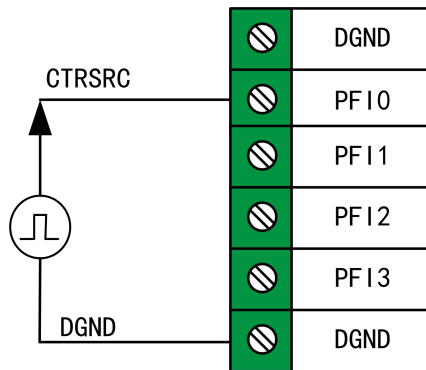 DGND
CTRSRC
PFI0
PFI1
PFI2
PFI3
DGND
DGND